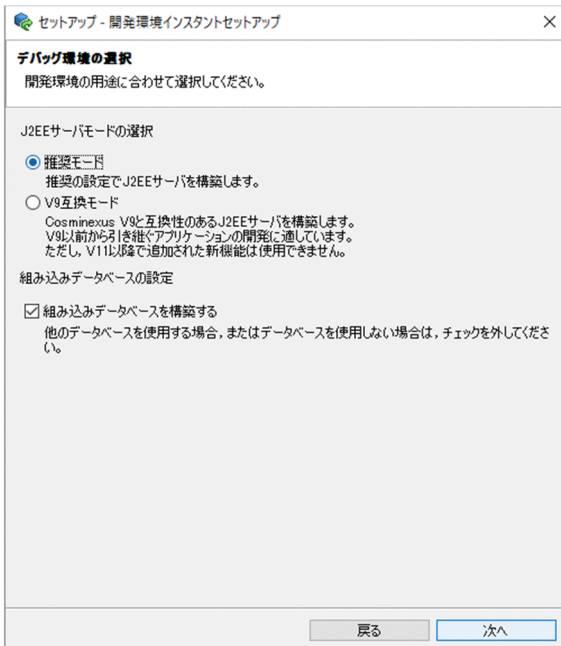 セットアップ - 開発環境インスタントセットアップ
デバッグ環境の選択
開発環境の用途に合わせて選択してください。
J2EEサーバモードの選択
推奨モード
推奨の設定でJ2EEサーバを構築します。
V9互換モード
Cosminexus V9と互換性のあるJ2EEサーバを構築します。
V9以前から引き継ぐアプリケーションの開発に適しています。
ただし，V11以降で追加された新機能は使用できません。
組み込みデータベースの設定
組み込みデータベースを構築する
他のデータベースを使用する場合，またはデータベースを使用しない場合は，チェックを外してくださ
い。
戻る
次へ